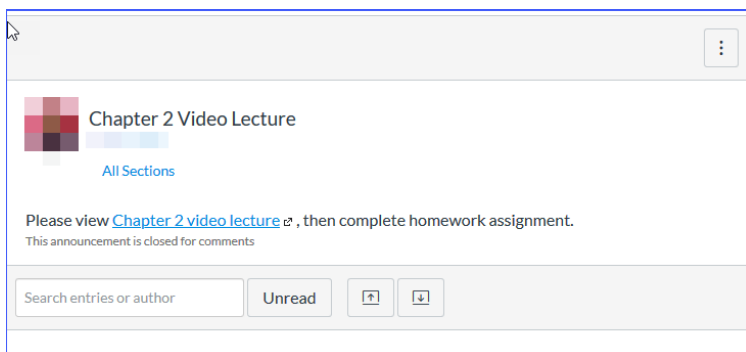 Chapter 2 Video Lecture
All Sections
Please view Chapter 2 video lecture , then complete homework assignment.
This announcement is closed for comments
Search entries or author Unread